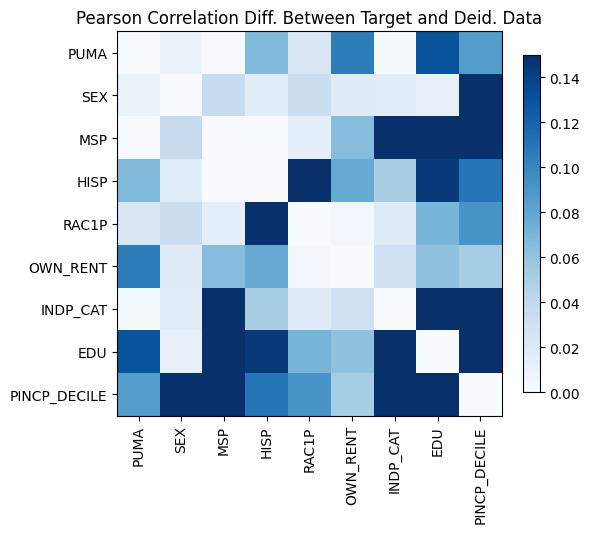 Pearson Correlation Diff. Between Target and Deid. Data
PUMA
SEX
MSP
HISP
RAC1P
OWN_RENT
INDP_CAT
EDU
PINCP_DECILE
PUMA
SEX
MSP
HISP
RAC1P
OWN_RENT
INDP_CAT
EDU
PINCP_DECILE
0.14
0.12
0.10
0.08
0.06
0.04
0.02
0.00